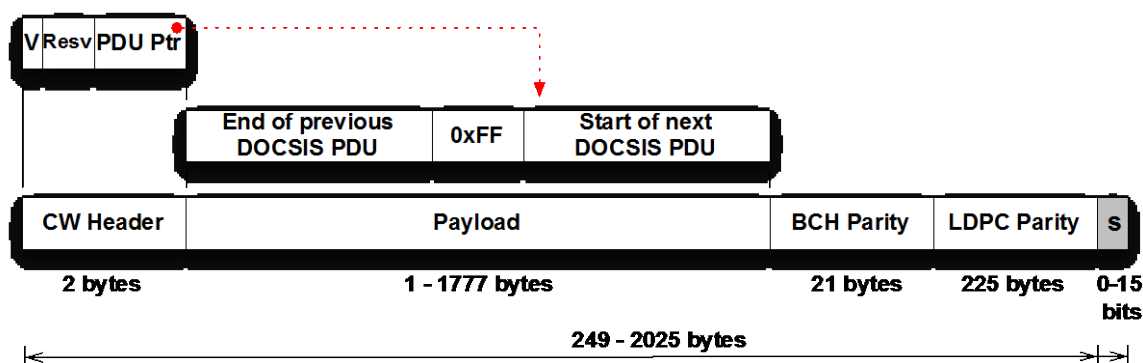 V Resv PDU Ptr
End of previous 0xFF Start of next
DOCSIS PDU DOCSIS PDU
CW Header Payload BCH Parity LDPC Parity s
2 bytes 1 - 1777 bytes 21 bytes 225 bytes 0-15
bits
249 - 2025 bytes